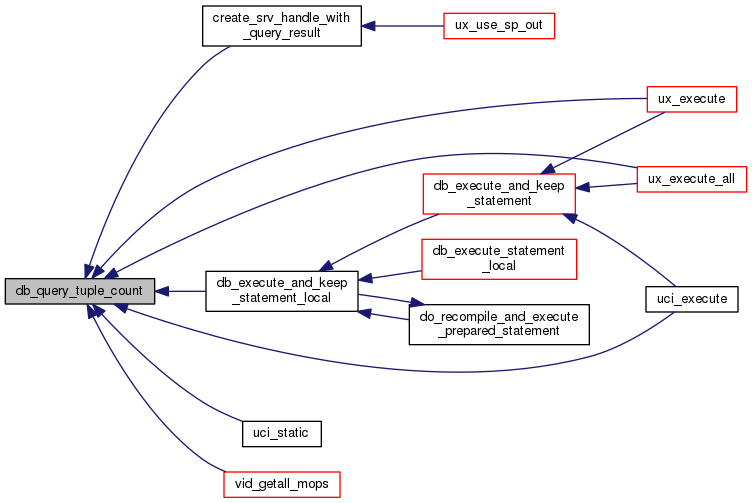 create_srv_handle_with
_query_result
ux_use_sp_out
ux_execute
ux_execute_all
db_execute_and_keep
_statement
db_execute_statement
_local
db_query_tuple_count
db_execute_and_keep
_statement_local
uci_execute
do_recompile_and_execute
_prepared_statement
uci_static
vid_getall_mops